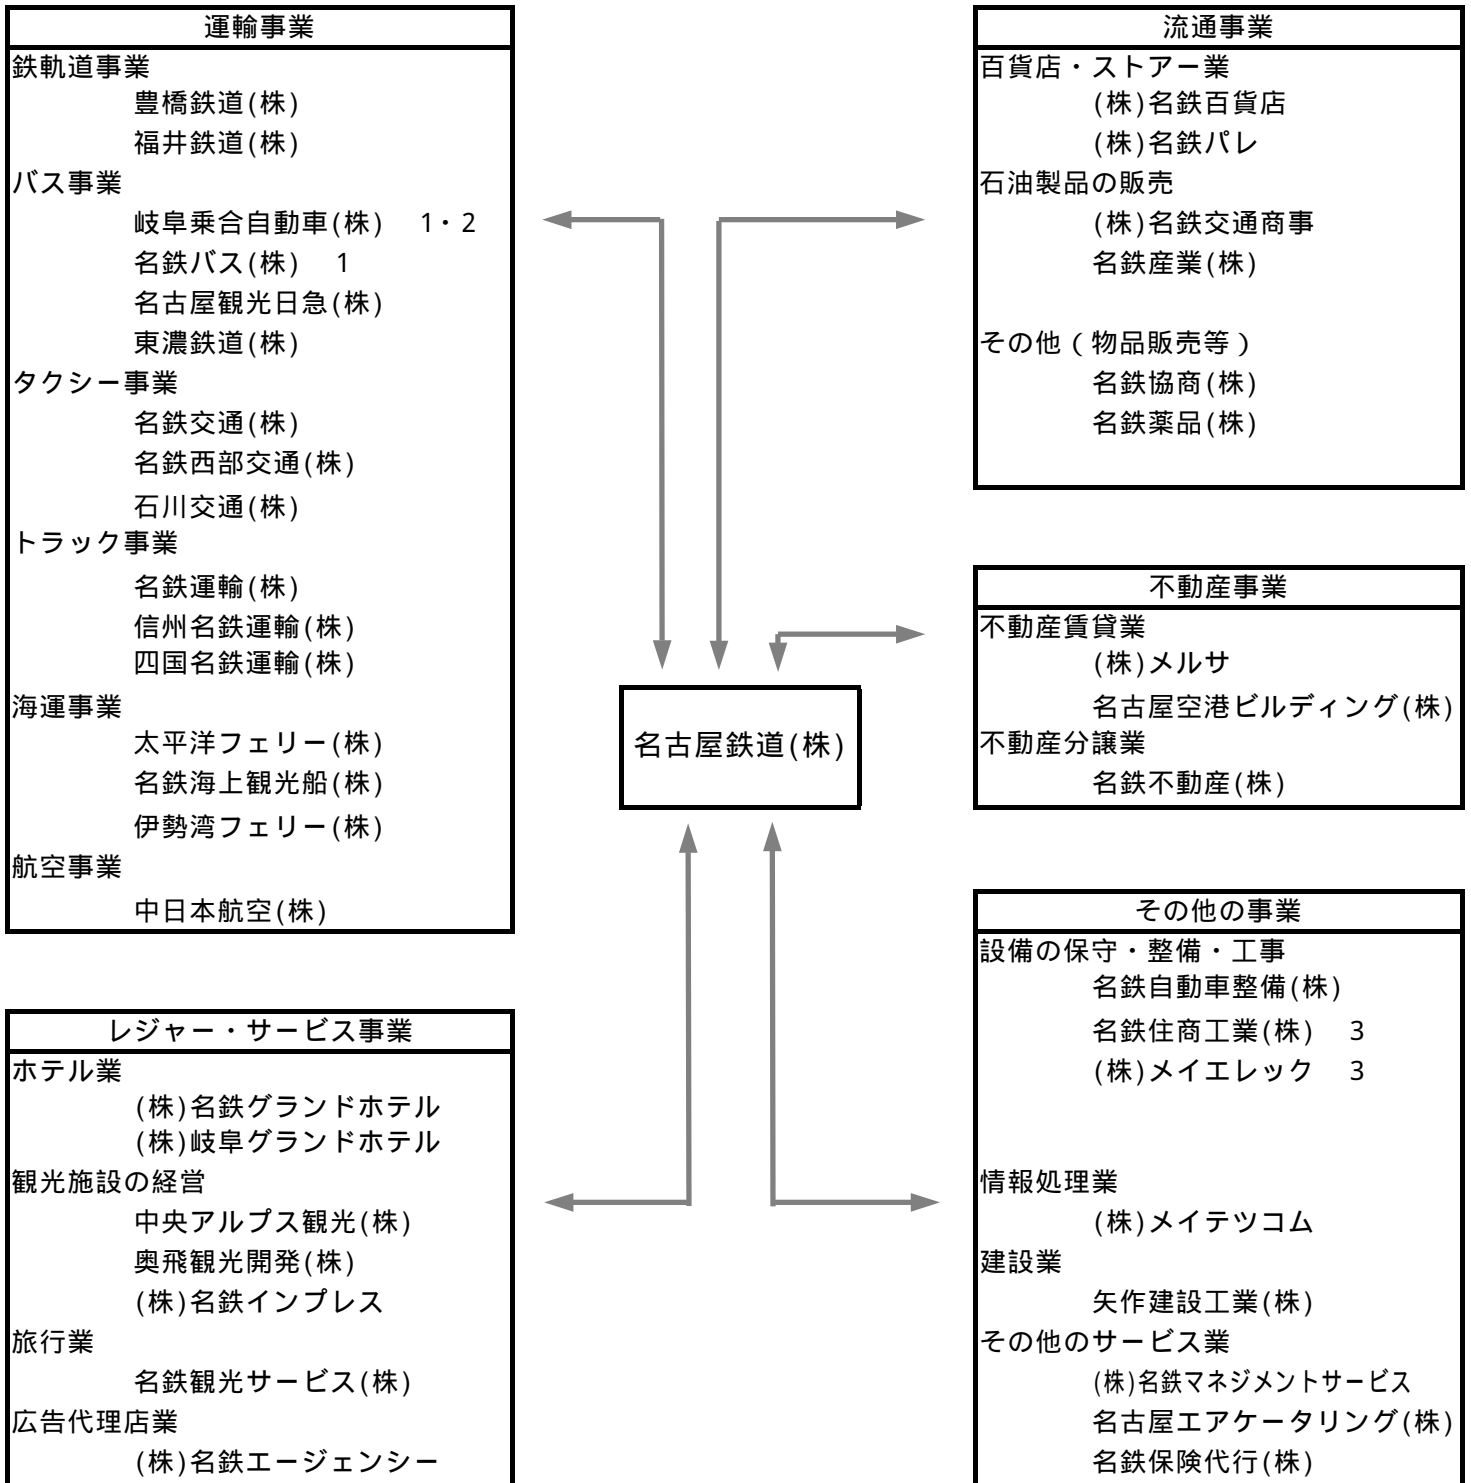 運輸事業
鉄軌道事業
豊橋鉄道(株)
福井鉄道(株)
バス事業
岐阜乗合自動車(株) 1・2
名鉄バス(株) 1
名古屋観光日急(株)
東濃鉄道(株)
タクシー事業
名鉄交通(株)
名鉄西部交通(株)
石川交通(株)
トラック事業
名鉄運輸(株)
信州名鉄運輸(株)
四国名鉄運輸(株)
海運事業
太平洋フェリー(株)
名鉄海上観光船(株)
伊勢湾フェリー(株)
航空事業
中日本航空(株)
レジャー・サービス事業
ホテル業
(株)名鉄グランドホテル
(株)岐阜グランドホテル
観光施設の経営
中央アルプス観光(株)
奥飛観光開発(株)
(株)名鉄インプレス
旅行業
名鉄観光サービス(株)
広告代理店業
(株)名鉄エージェンシー
名古屋鉄道(株)
流通事業
百貨店・ストアー業
(株)名鉄百貨店
(株)名鉄パレ
石油製品の販売
(株)名鉄交通商事
名鉄産業(株)
その他(物品販売等)
名鉄協商(株)
名鉄薬品(株)
不動産事業
不動産賃貸業
(株)メルサ
名古屋空港ビルディング(株)
不動産分譲業
名鉄不動産(株)
その他の事業
設備の保守・整備・工事
名鉄自動車整備(株)
名鉄住商工業(株) 3
(株)メイエレック 3
情報処理業
(株)メイテツコム
建設業
矢作建設工業(株)
その他のサービス業
(株)名鉄マネジメントサービス
名古屋エアケータリング(株)
名鉄保険代行(株)